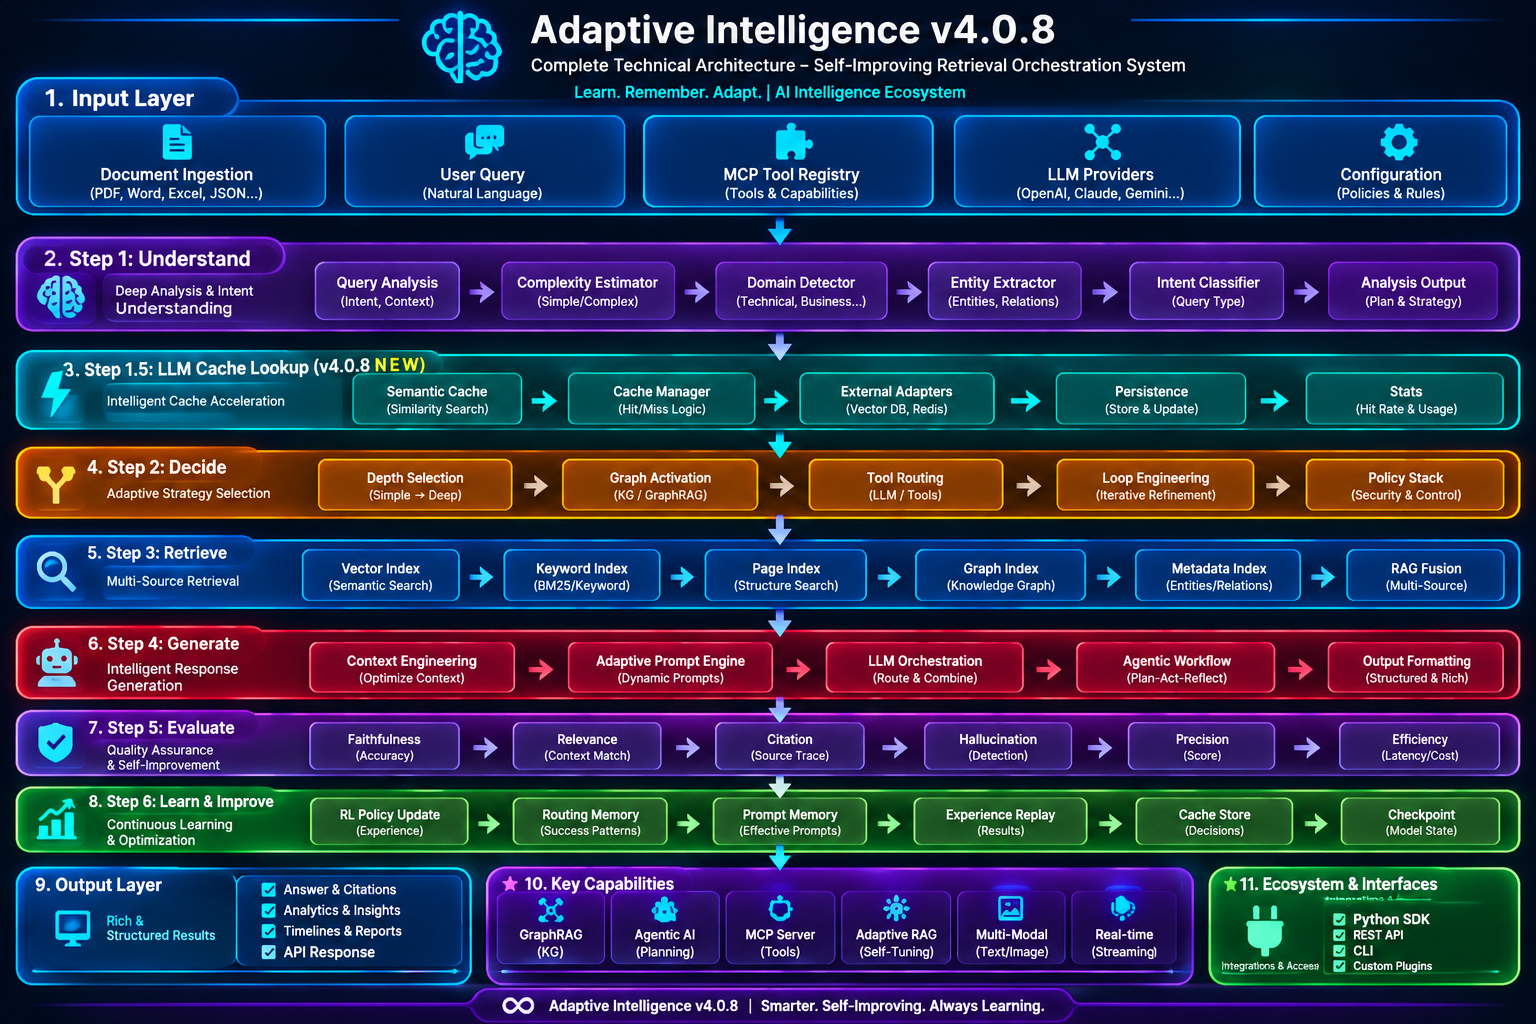 Adaptive Intelligence v4.0.8
Complete Technical Architecture – Self-Improving Retrieval Orchestration System
Learn. Remember. Adapt. | AI Intelligence Ecosystem
1. Input Layer
Document Ingestion
(PDF, Word, Excel, JSON...)
User Query
(Natural Language)
MCP Tool Registry
(Tools & Capabilities)
LLM Providers
(OpenAI, Claude, Gemini...)
Configuration
(Policies & Rules)
2. Step 1: Understand
Deep Analysis & Intent
Understanding
Query Analysis
(Intent, Context)
Complexity Estimator
(Simple/Complex)
Domain Detector
(Technical, Business...)
Entity Extractor
(Entities, Relations)
Intent Classifier
(Query Type)
Analysis Output
(Plan & Strategy)
3. Step 1.5: LLM Cache Lookup (v4.0.8 NEW)
Intelligent Cache Acceleration
Semantic Cache
(Similarity Search)
Cache Manager
(Hit/Miss Logic)
External Adapters
(Vector DB, Redis)
Persistence
(Store & Update)
Stats
(Hit Rate & Usage)
4. Step 2: Decide
Adaptive Strategy Selection
Depth Selection
(Simple → Deep)
Graph Activation
(KG / GraphRAG)
Tool Routing
(LLM / Tools)
Loop Engineering
(Iterative Refinement)
Policy Stack
(Security & Control)
5. Step 3: Retrieve
Multi-Source Retrieval
Vector Index
(Semantic Search)
Keyword Index
(BM25/Keyword)
Page Index
(Structure Search)
Graph Index
(Knowledge Graph)
Metadata Index
(Entities/Relations)
RAG Fusion
(Multi-Source)
6. Step 4: Generate
Intelligent Response
Generation
Context Engineering
(Optimize Context)
Adaptive Prompt Engine
(Dynamic Prompts)
LLM Orchestration
(Route & Combine)
Agentic Workflow
(Plan-Act-Reflect)
Output Formatting
(Structured & Rich)
7. Step 5: Evaluate
Quality Assurance
& Self-Improvement
Faithfulness
(Accuracy)
Relevance
(Context Match)
Citation
(Source Trace)
Hallucination
(Detection)
Precision
(Score)
Efficiency
(Latency/Cost)
8. Step 6: Learn & Improve
Continuous Learning
& Optimization
RL Policy Update
(Experience)
Routing Memory
(Success Patterns)
Prompt Memory
(Effective Prompts)
Experience Replay
(Results)
Cache Store
(Decisions)
Checkpoint
(Model State)
9. Output Layer
Rich &
Structured Results
Answer & Citations
Analytics & Insights
Timelines & Reports
API Response
10. Key Capabilities
GraphRAG
(KG)
Agentic AI
(Planning)
MCP Server
(Tools)
Adaptive RAG
(Self-Tuning)
Multi-Modal
(Text/Image)
Real-time
(Streaming)
11. Ecosystem & Interfaces
Integrations & Access
Python SDK
REST API
CLI
Custom Plugins
Adaptive Intelligence v4.0.8 | Smarter. Self-Improving. Always Learning.